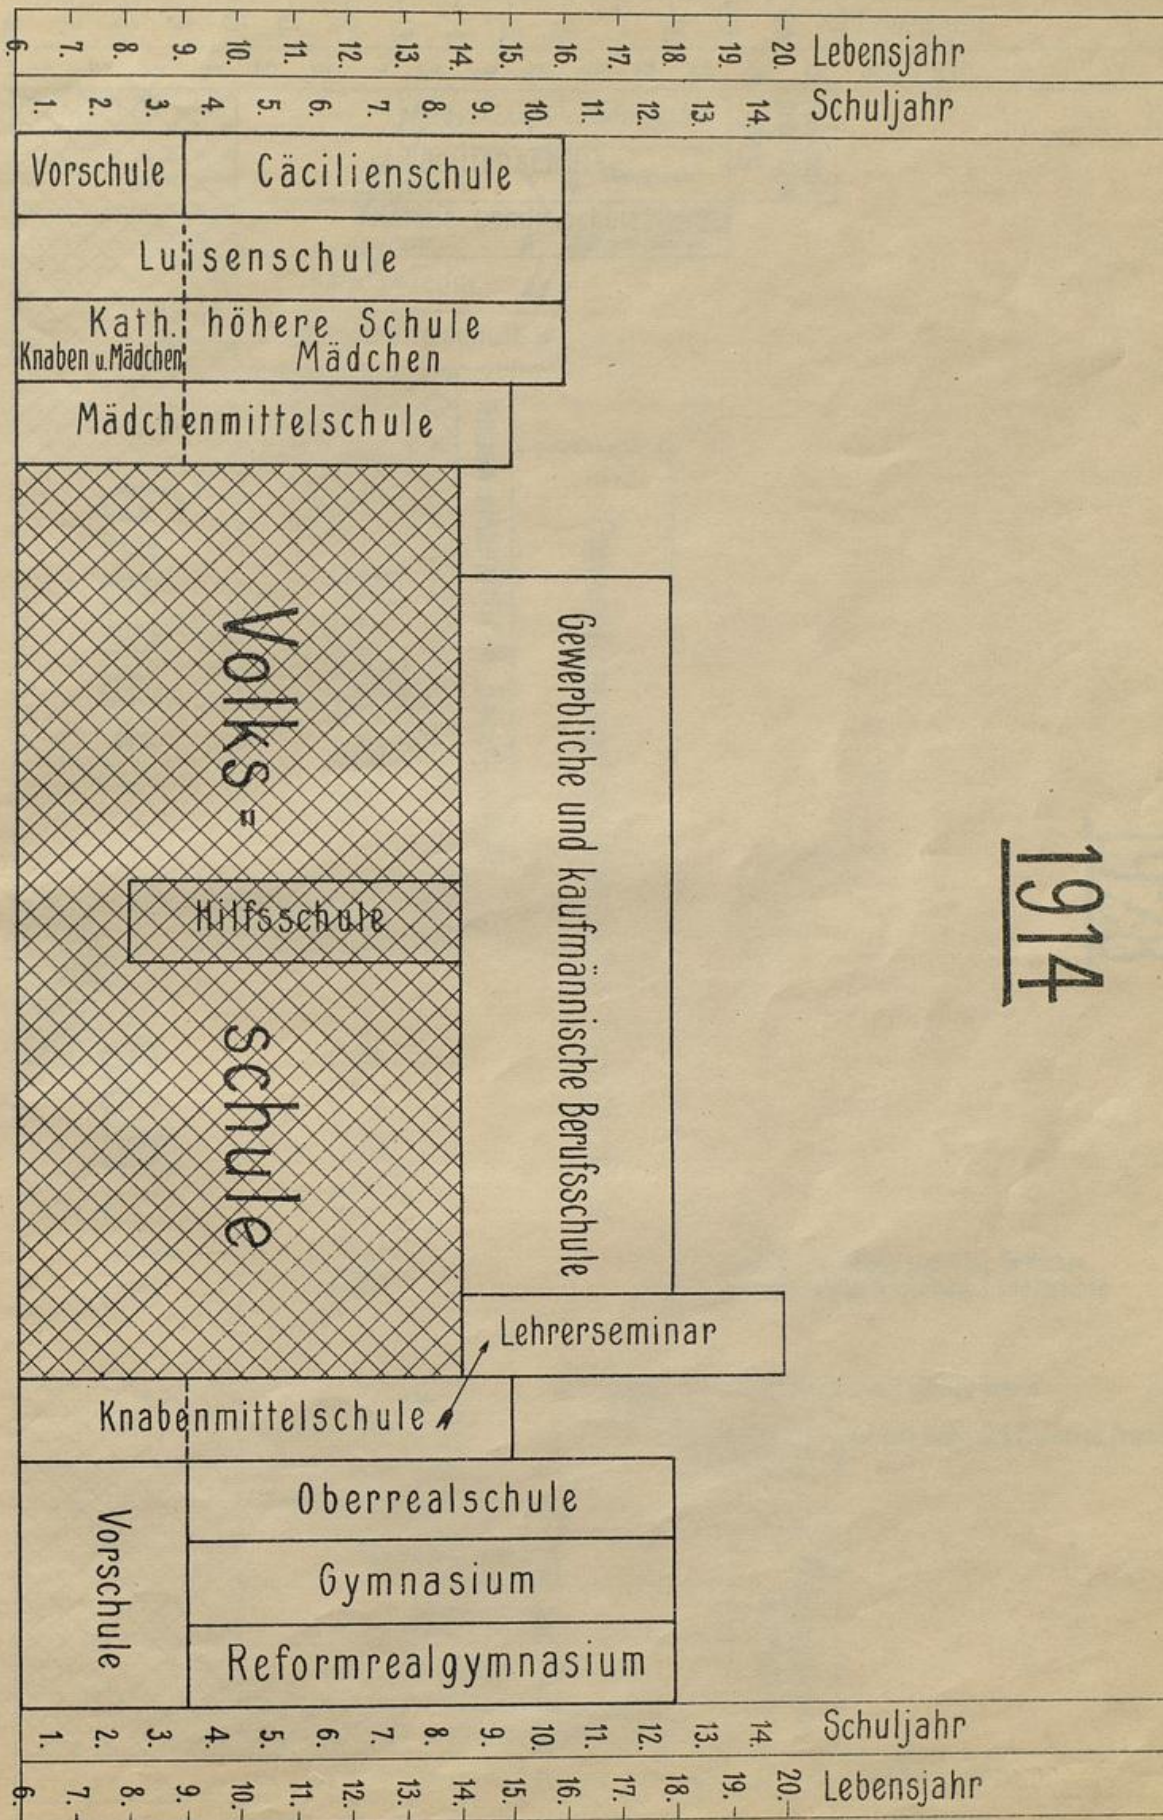 6. 7. 8. 9. 10. 11. 12. 13. 14. 15. 16. 17. 18. 19. 20. Lebensjahr
1. 2. 3. 4. 5. 6. 7. 8. 9. 10. 11. 12. 13. 14. Schuljahr
Vorschule Cäcilienschule
Luisenschule
Kath. höhere Schule
Knaben u. Mädchen Mädchen
Mädchenmittelschule
Volks=
schule
Hilfsschule
Gewerbliche und kaufmännische Berufsschule
1914
Lehrerseminar
Knabenmittelschule
Vorschule
Oberrealschule
Gymnasium
Reformrealgymnasium
1. 2. 3. 4. 5. 6. 7. 8. 9. 10. 11. 12. 13. 14. Schuljahr
6. 7. 8. 9. 10. 11. 12. 13. 14. 15. 16. 17. 18. 19. 20. Lebensjahr